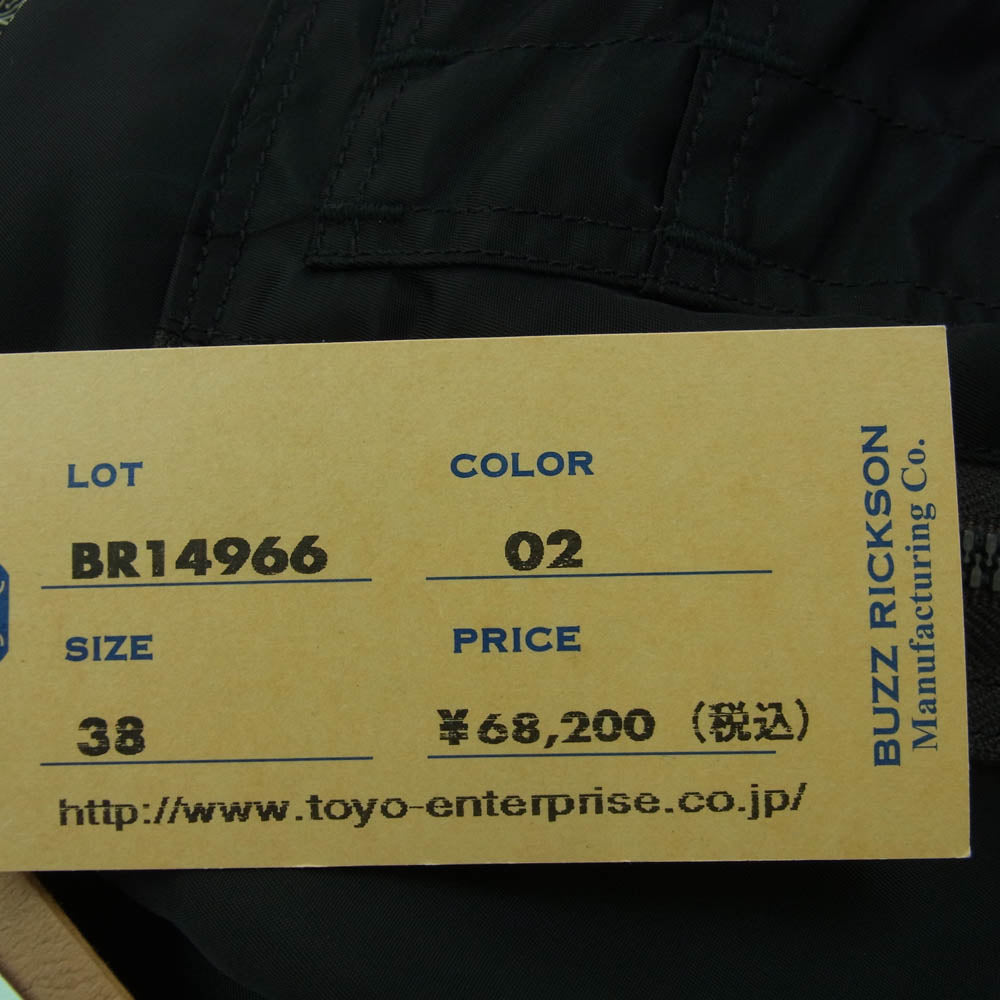 LOT COLOR
BR14966 02
SIZE PRICE
38 ¥68,200 (税込)
http://www.toyo-enterprise.co.jp/
BUZZ RICKSON
Manufacturing Co.